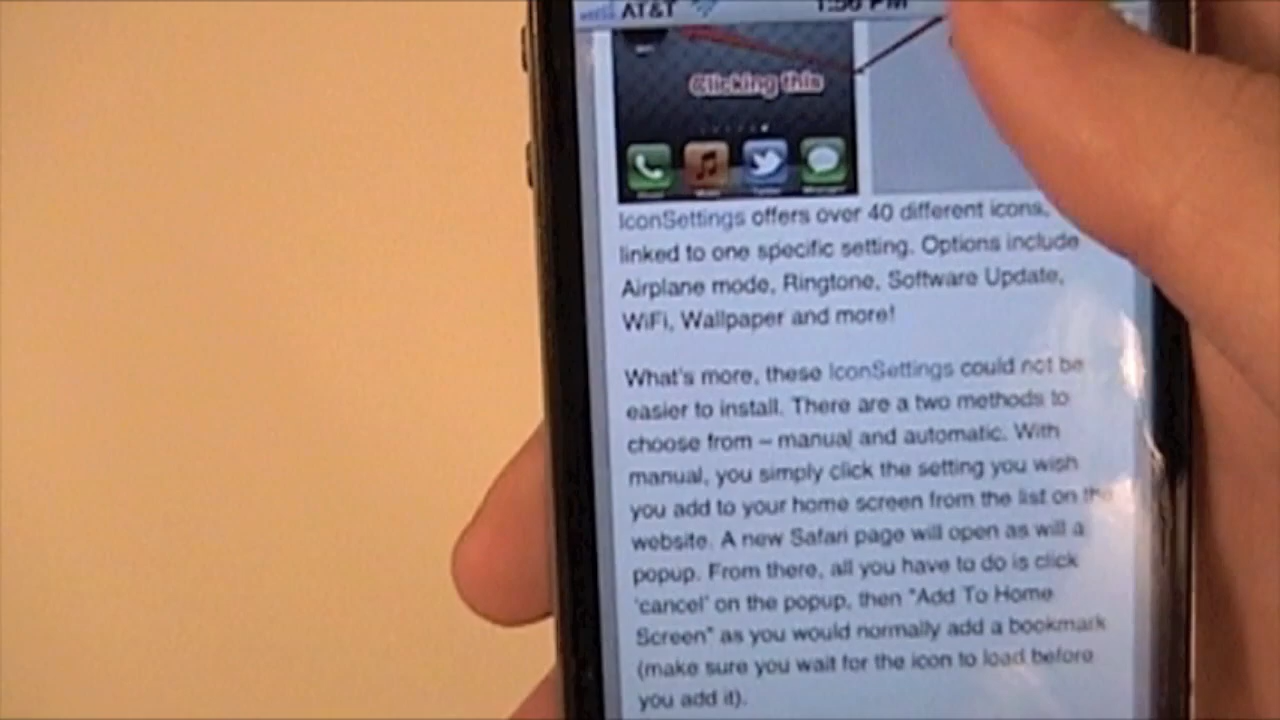 AT&T 1:56 PM
Clicking this
IconSettings offers over 40 different icons,
linked to one specific setting. Options include
Airplane mode, Ringtone, Software Update,
WiFi, Wallpaper and more!
What's more, these IconSettings could not be
easier to install. There are a two methods to
choose from – manual and automatic. With
manual, you simply click the setting you wish
you add to your home screen from the list on the
website. A new Safari page will open as will a
popup. From there, all you have to do is click
'cancel' on the popup, then "Add To Home
Screen" as you would normally add a bookmark
(make sure you wait for the icon to load before
you add it).